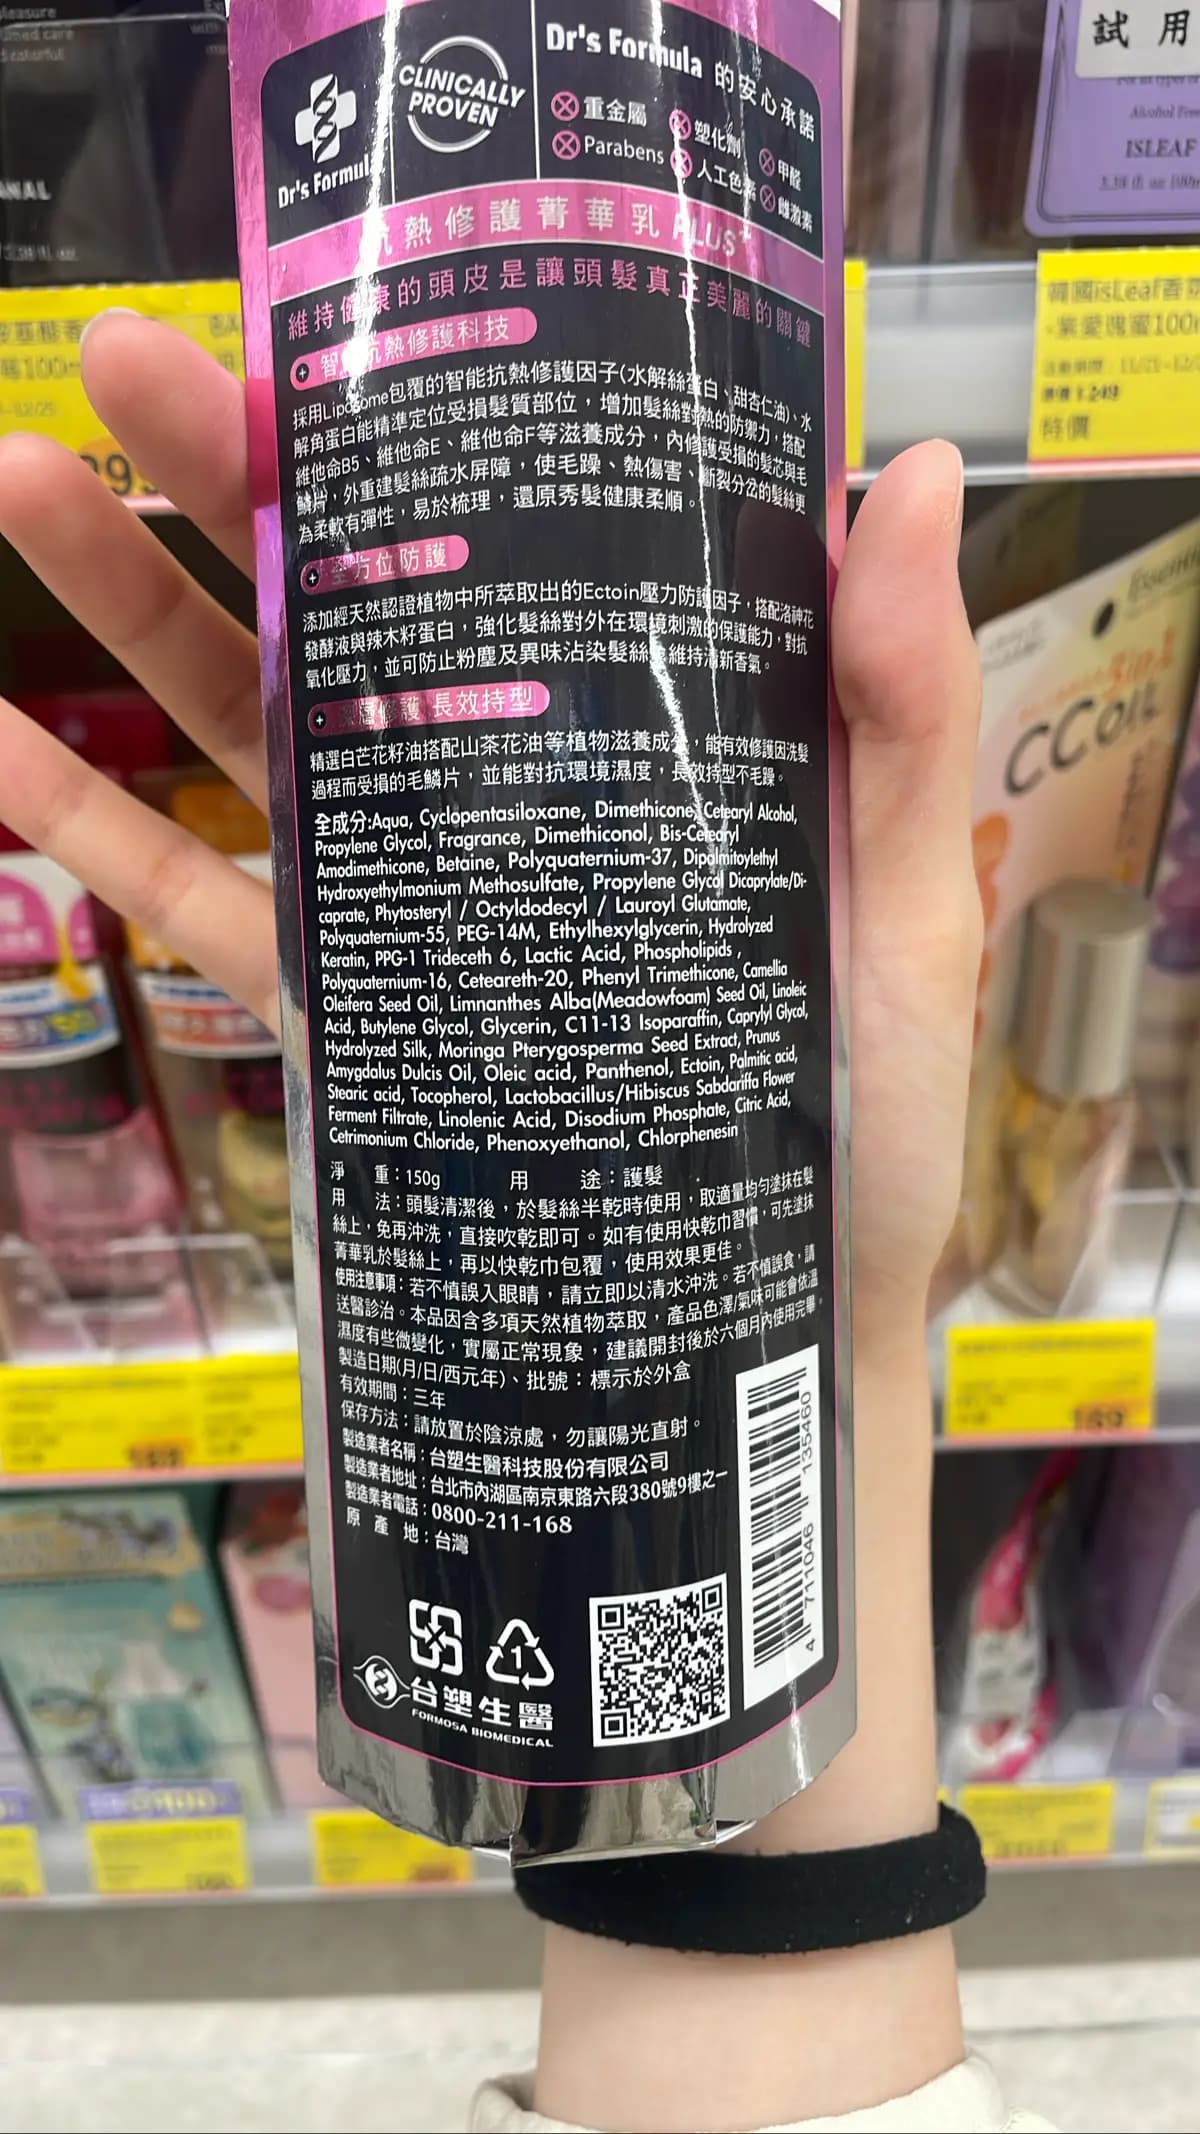 Dr's Formula
CLINICALLY
PROVEN
Dr's Formula 的安心承諾
重金屬 塑化劑 甲醛
Parabens 人工色素 雌激素
熱修護菁華乳 PLUS+
維持健康的頭皮是讓頭髮真正美麗的關鍵
智 抗熱修護科技
採用Liposome包覆的智能抗熱修護因子(水解絲蛋白、甜杏仁油)、水
解角蛋白能精準定位受損髮質部位,增加髮絲對熱的防禦力,搭配
維他命B5、維他命E、維他命F等滋養成分,內修護受損的髮芯與毛
鱗片,外重建髮絲疏水屏障,使毛躁、熱傷害、斷裂分岔的髮絲更
為柔軟有彈性,易於梳理,還原秀髮健康柔順。
全方位防護
添加經天然認證植物中所萃取出的Ectoin壓力防護因子,搭配洛神花
發酵液與辣木籽蛋白,強化髮絲對外在環境刺激的保護能力,對抗
氧化壓力,並可防止粉塵及異味沾染髮絲 維持清新香氣。
深層修護 長效持型
精選白芒花籽油搭配山茶花油等植物滋養成分,能有效修護因洗髮
過程而受損的毛鱗片,並能對抗環境濕度,長效持型不毛躁。
全成分:Aqua, Cyclopentasiloxane, Dimethicone, Cetearyl Alcohol,
Propylene Glycol, Fragrance, Dimethiconol, Bis-Cetearyl
Amodimethicone, Betaine, Polyquaternium-37, Dipalmitoylethyl
Hydroxyethylmonium Methosulfate, Propylene Glycol Dicaprylate/Di-
caprate, Phytosteryl / Octyldodecyl / Lauroyl Glutamate,
Polyquaternium-55, PEG-14M, Ethylhexylglycerin, Hydrolyzed
Keratin, PPG-1 Trideceth 6, Lactic Acid, Phospholipids ,
Polyquaternium-16, Ceteareth-20, Phenyl Trimethicone, Camellia
Oleifera Seed Oil, Limnanthes Alba(Meadowfoam) Seed Oil, Linoleic
Acid, Butylene Glycol, Glycerin, C11-13 Isoparaffin, Caprylyl Glycol,
Hydrolyzed Silk, Moringa Pterygosperma Seed Extract, Prunus
Amygdalus Dulcis Oil, Oleic acid, Panthenol, Ectoin, Palmitic acid,
Stearic acid, Tocopherol, Lactobacillus/Hibiscus Sabdariffa Flower
Ferment Filtrate, Linolenic Acid, Disodium Phosphate, Citric Acid,
Cetrimonium Chloride, Phenoxyethanol, Chlorphenesin
淨 重:150g 用 途:護髮
用 法:頭髮清潔後,於髮絲半乾時使用,取適量均勻塗抹在髮
絲上,免再沖洗,直接吹乾即可。如有使用快乾巾習慣,可先塗抹
菁華乳於髮絲上,再以快乾巾包覆,使用效果更佳。
使用注意事項:若不慎誤入眼睛,請立即以清水沖洗。若不慎誤食,請
送醫診治。本品因含多項天然植物萃取,產品色澤/氣味可能會依溫
濕度有些微變化,實屬正常現象,建議開封後於六個月內使用完畢。
製造日期(月/日/西元年)、批號:標示於外盒
有效期間:三年
保存方法:請放置於陰涼處,勿讓陽光直射。
製造業者名稱:台塑生醫科技股份有限公司
製造業者地址:台北市內湖區南京東路六段380號9樓之一
製造業者電話:0800-211-168
原 產 地:台灣
1
台塑生醫
FORMOSA BIOMEDICAL
4 711046 135460
試用
Alcohol Free
ISLEAF
韓國isLeaf香氛
特價
CCOIL
169